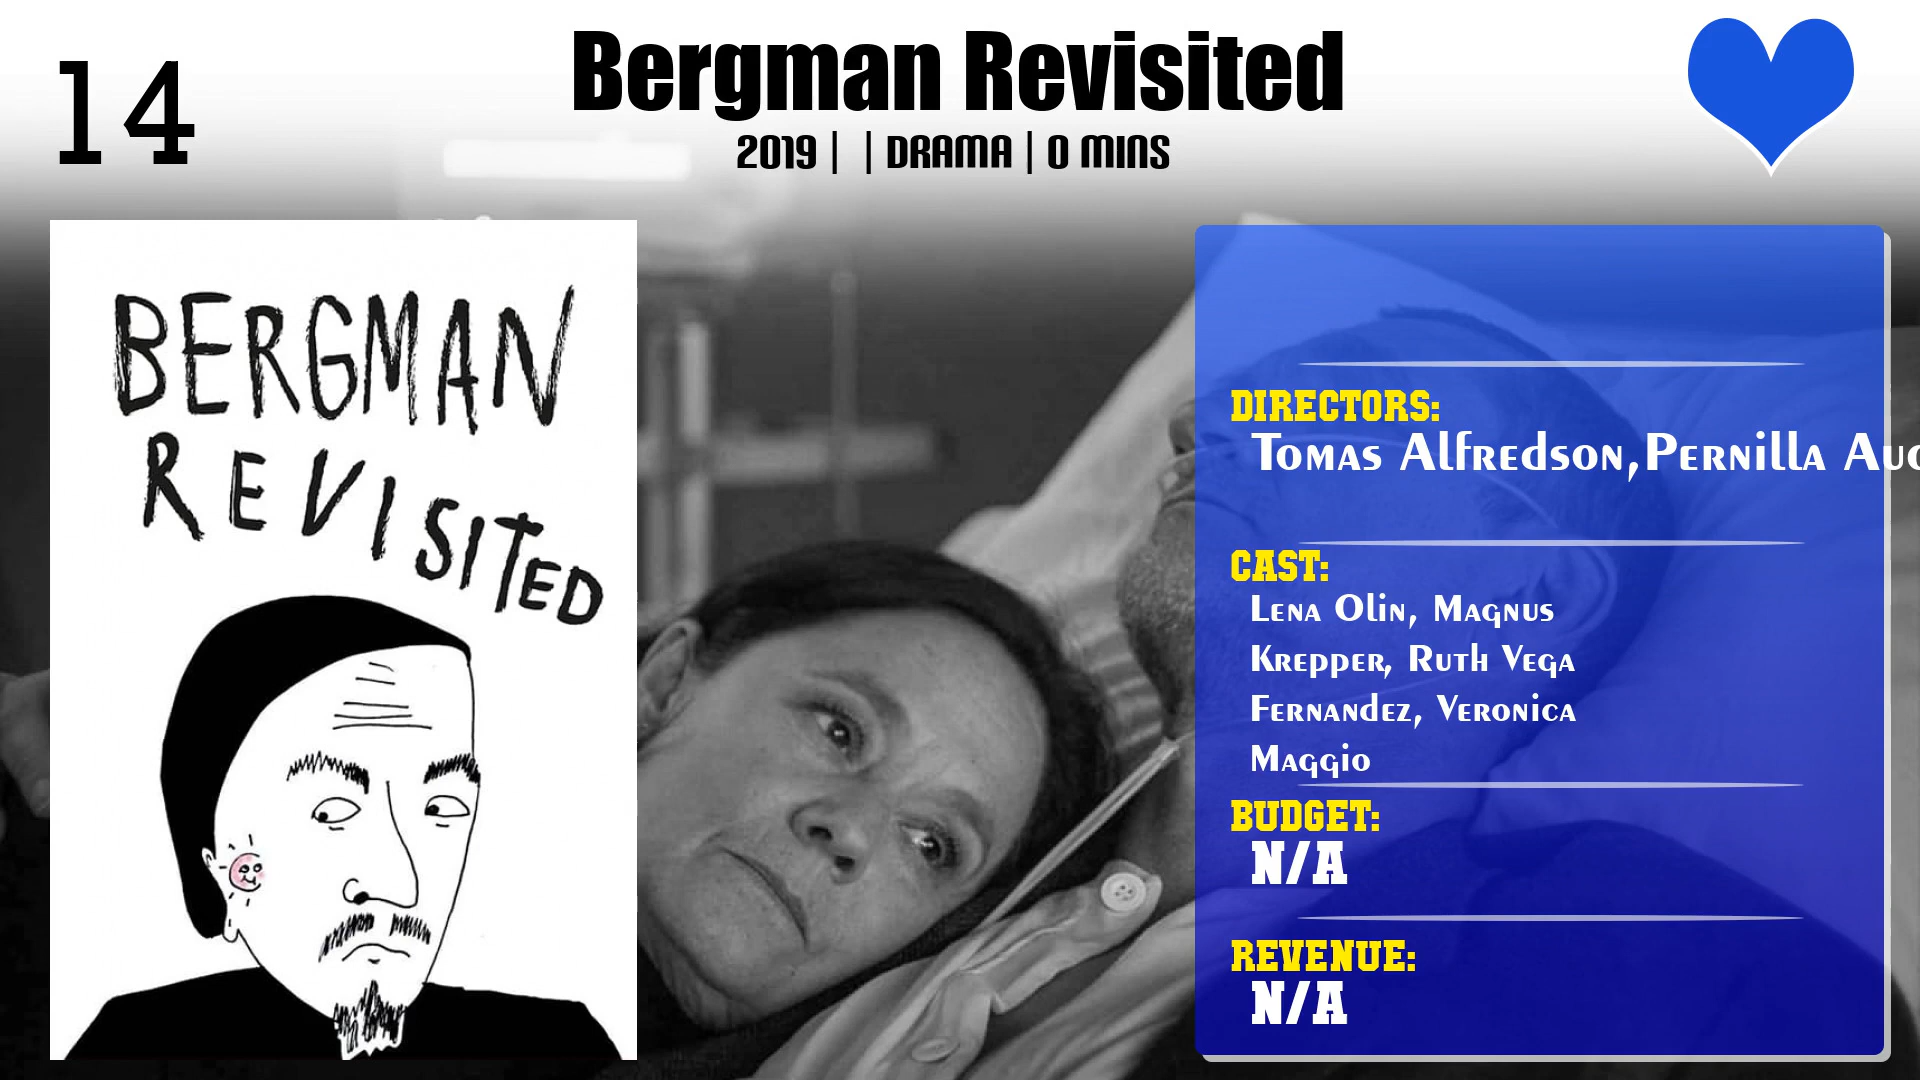 14
Bergman Revisited
2019 | | DRAMA | 0 MINS
BERGMAN
REVISITED
DIRECTORS:
Tomas Alfredson,Pernilla
CAST:
Lena Olin, Magnus
Krepper, Ruth Vega
Fernandez, Veronica
Maggio
BUDGET:
N/A
REVENUE:
N/A